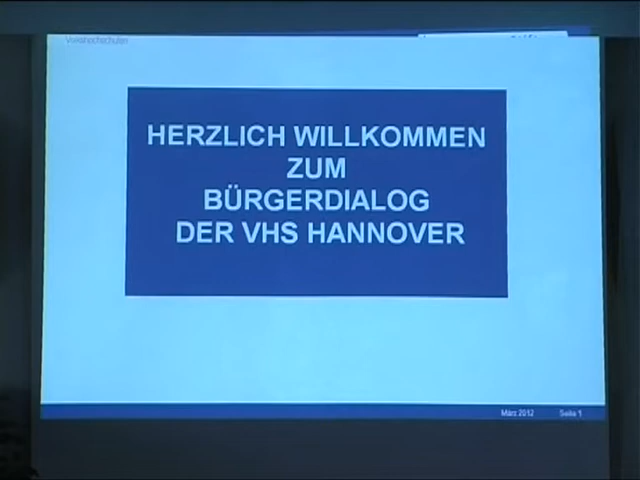 Volkshochschulen
HERZLICH WILLKOMMEN
ZUM
BÜRGERDIALOG
DER VHS HANNOVER
März 2012 Seite 1